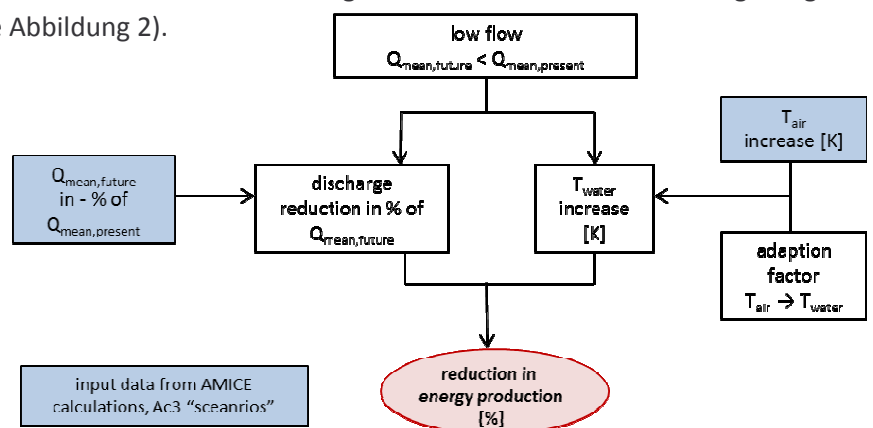 e Abbildung 2).
low flow
Qmean,future < Qmean,present
Tair
increase [K]
Qmean,future
in - % of
Qmean,present
discharge
reduction in % of
Qmean,future
Twater
increase
[K]
adaption
factor
Tair → Twater
input data from AMICE
calculations, Ac3 “sceanrios”
reduction in
energy production
[%]